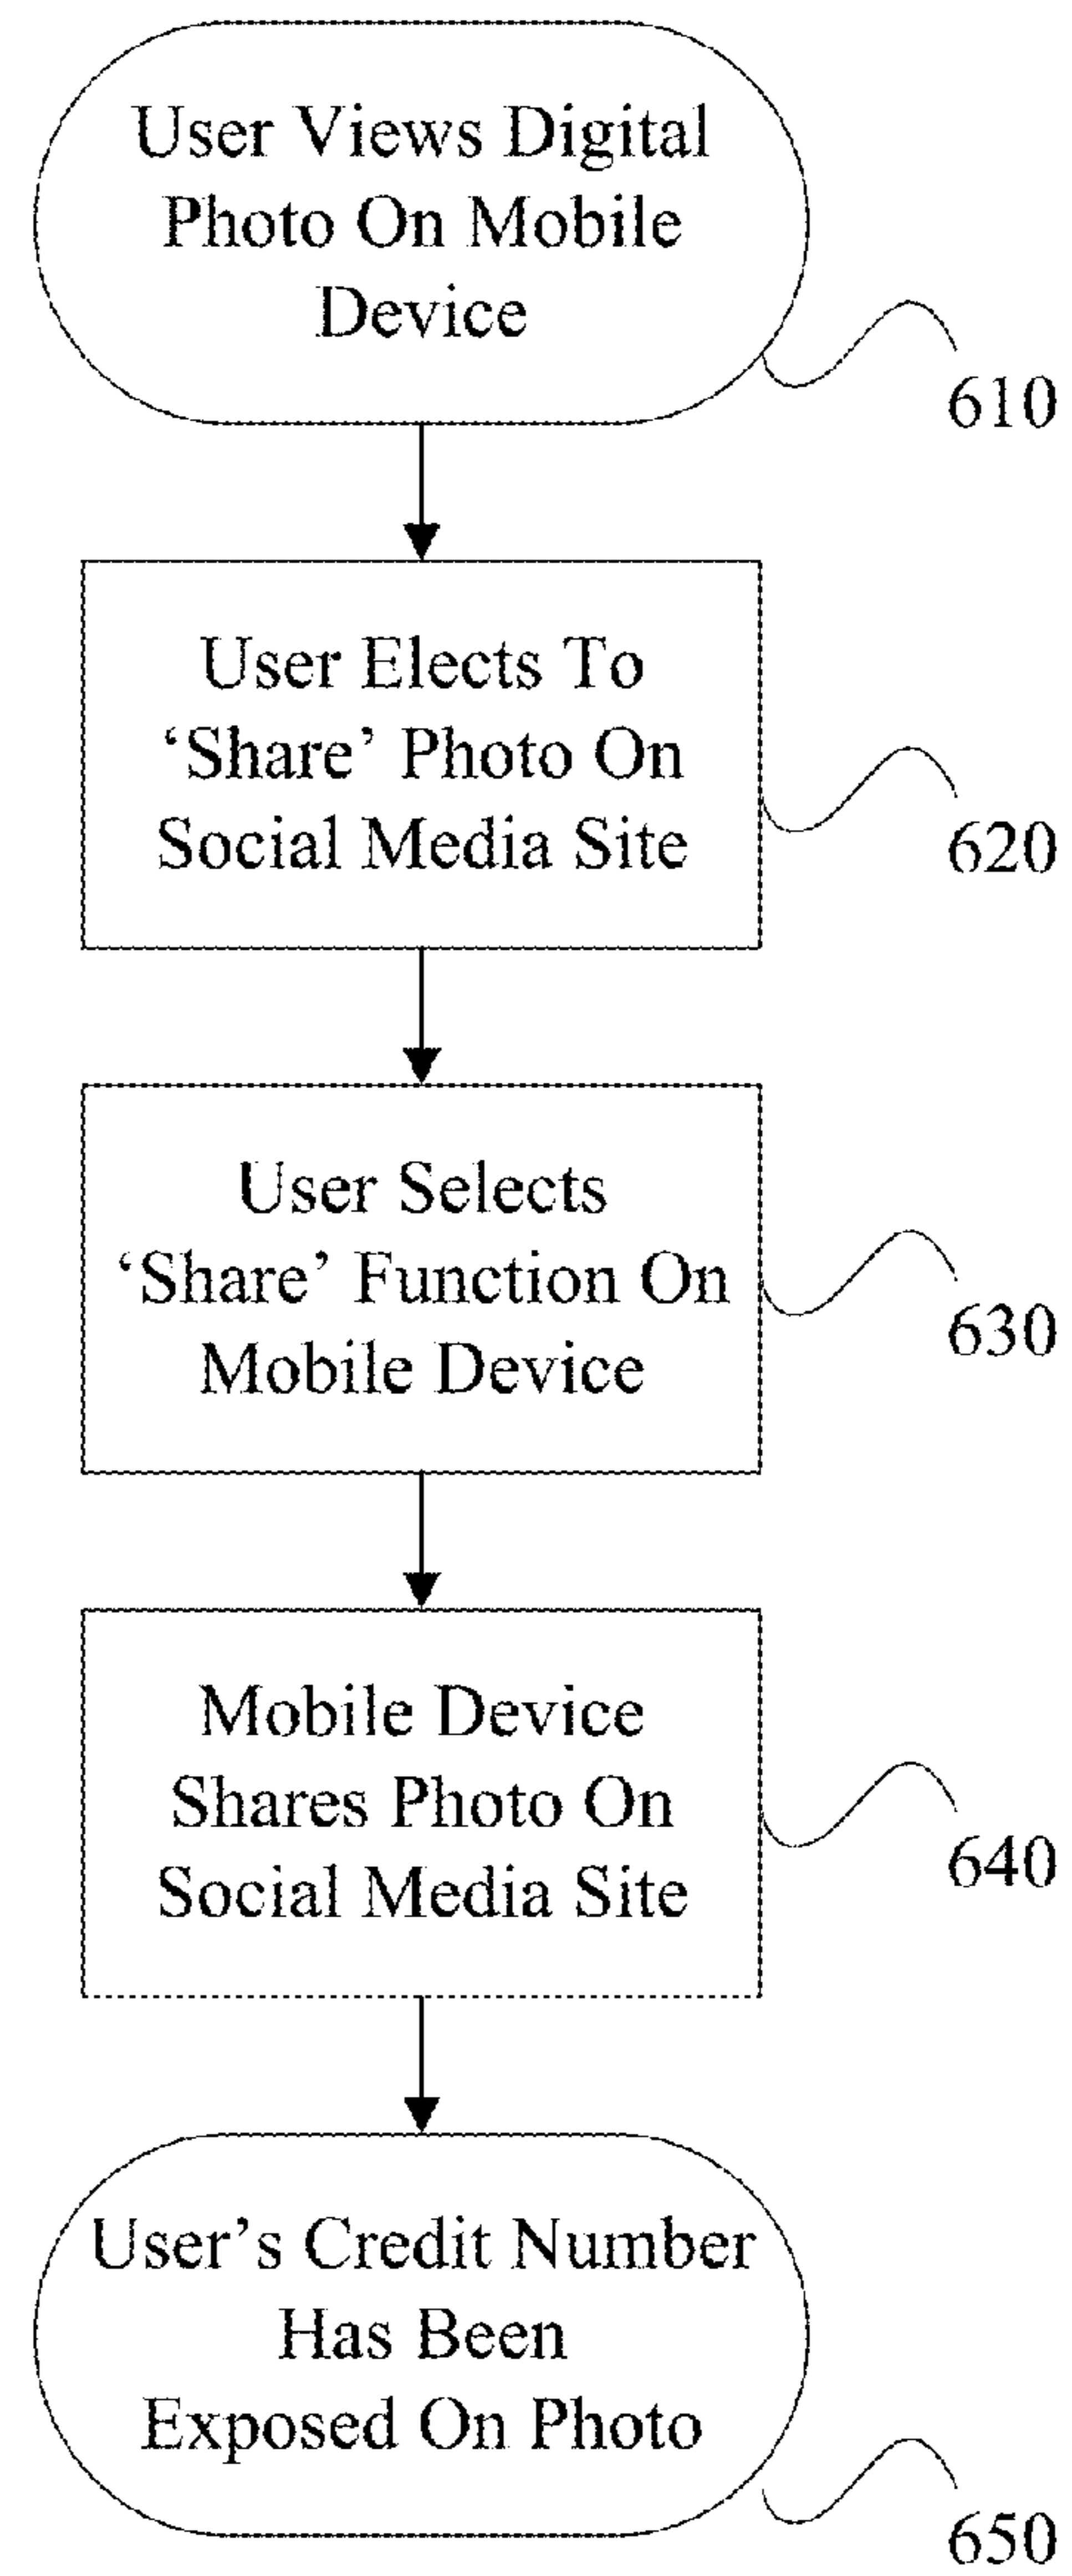 User Views Digital
Photo On Mobile
Device
610
User Elects To
‘Share’ Photo On
Social Media Site
620
User Selects
‘Share’ Function On
Mobile Device
630
Mobile Device
Shares Photo On
Social Media Site
640
User’s Credit Number
Has Been
Exposed On Photo
650